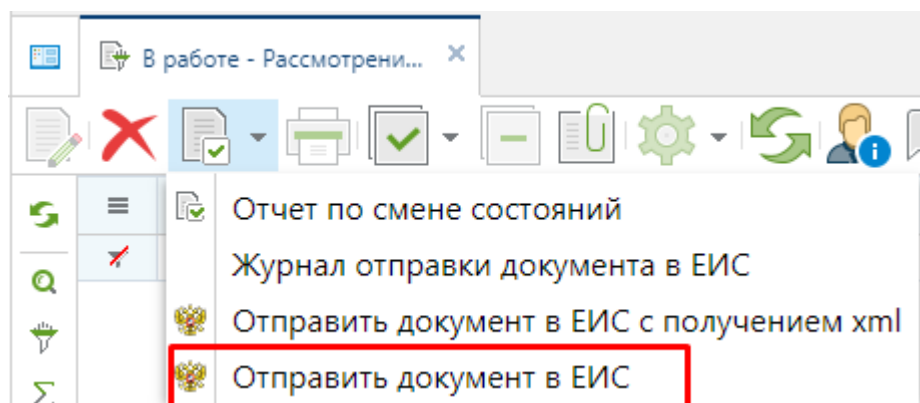 В работе - Рассмотрени...
Отчет по смене состояний
Журнал отправки документа в ЕИС
Отправить документ в ЕИС с получением xml
Отправить документ в ЕИС